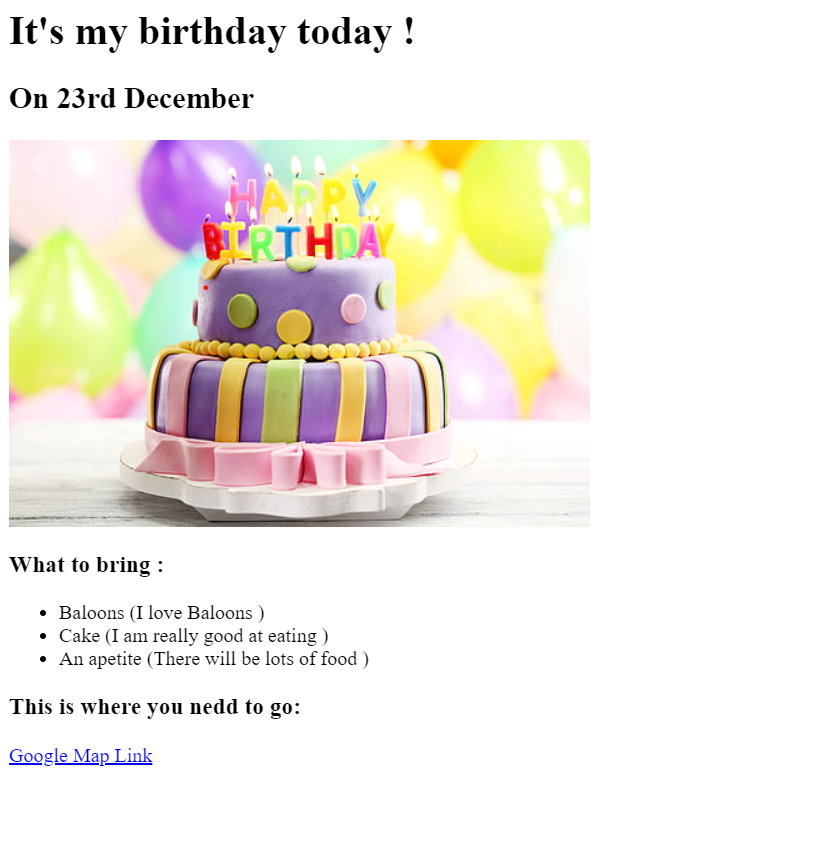 It's my birthday today !
On 23rd December
HAPPY
BIRTHDAY
What to bring :
Baloons (I love Baloons )
Cake (I am really good at eating )
An apetite (There will be lots of food )
This is where you nedd to go:
Google Map Link